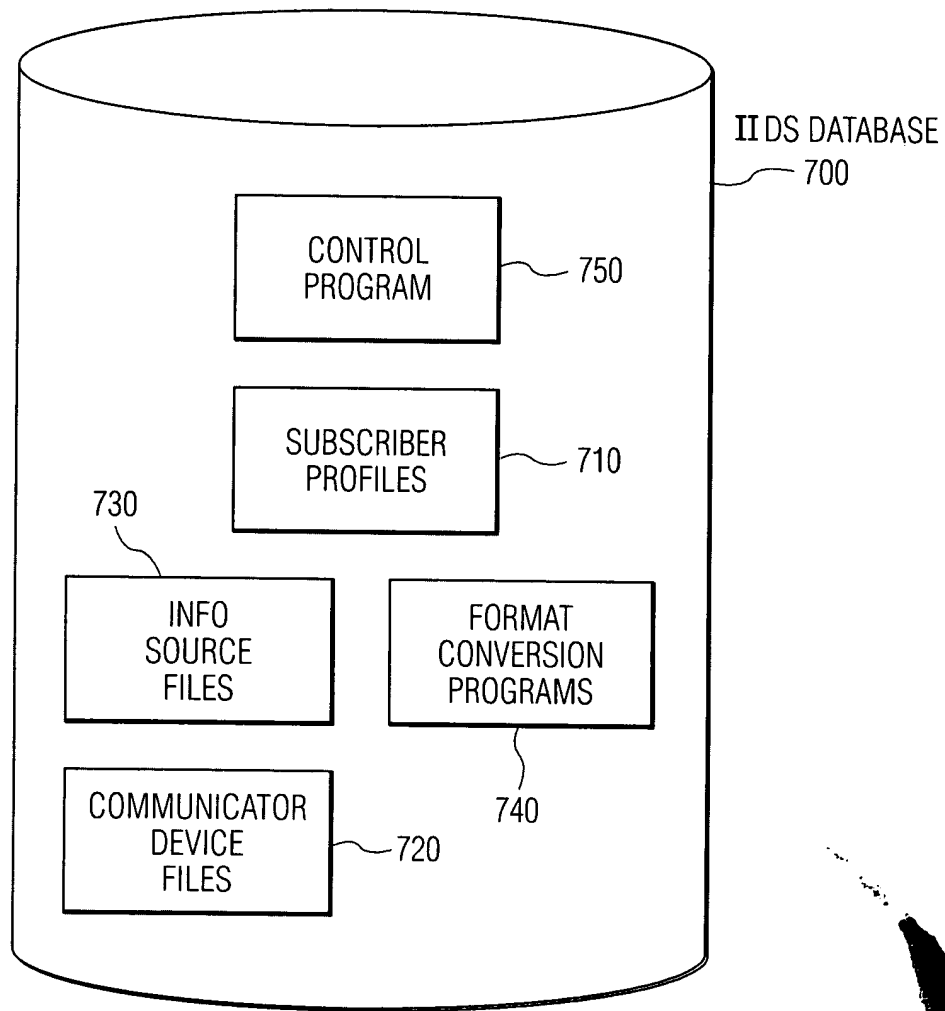 II DS DATABASE
700
CONTROL
PROGRAM
750
SUBSCRIBER
PROFILES
710
730
INFO
SOURCE
FILES
FORMAT
CONVERSION
PROGRAMS
740
COMMUNICATOR
DEVICE
FILES
720